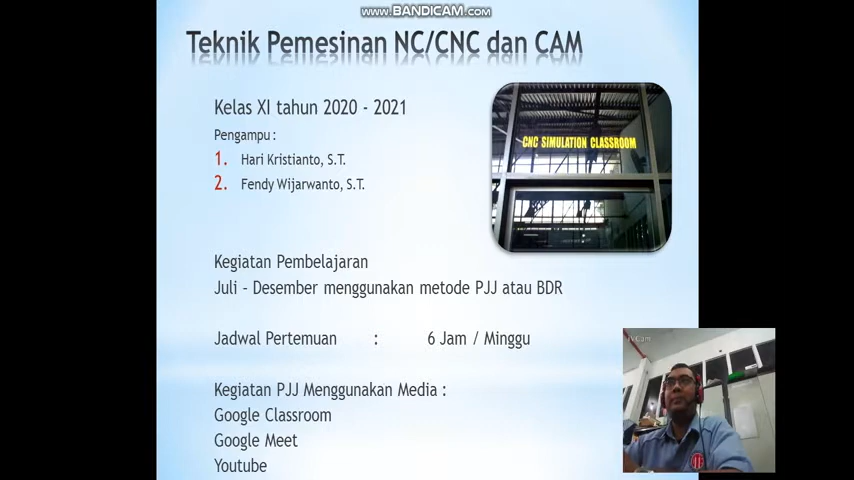 www.BANDICAM.com
Teknik Pemesinan NC/CNC dan CAM
Kelas XI tahun 2020 - 2021
Pengampu :
1. Hari Kristianto, S.T.
2. Fendy Wijarwanto, S.T.
CNC SIMULATION CLASSROOM
Kegiatan Pembelajaran
Juli - Desember menggunakan metode PJJ atau BDR
Jadwal Pertemuan : 6 Jam / Minggu
Kegiatan PJJ Menggunakan Media :
Google Classroom
Google Meet
Youtube